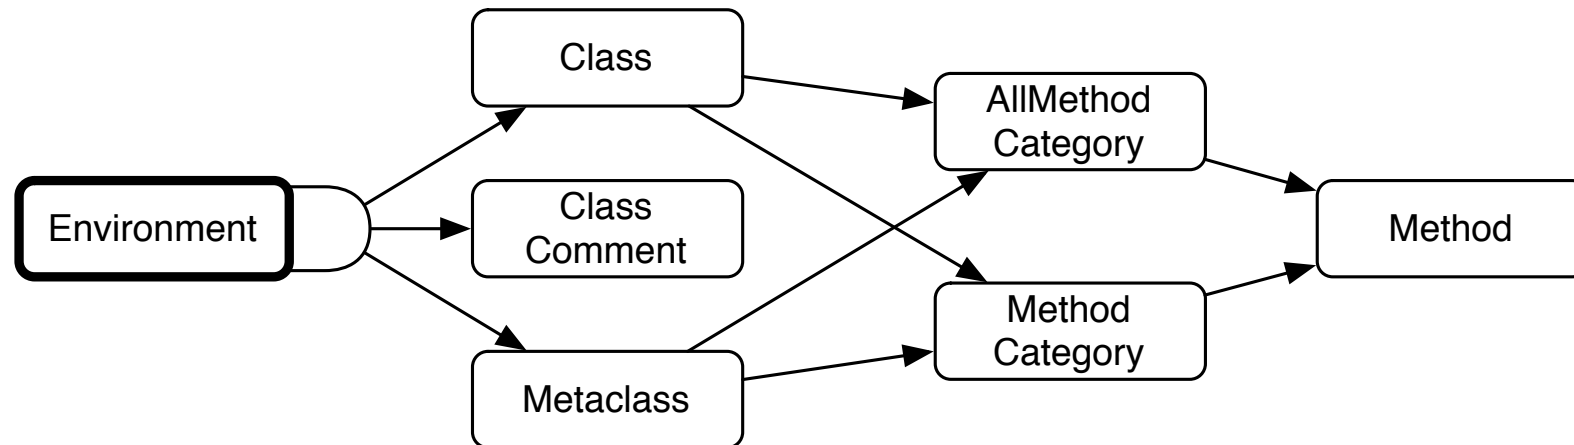 Class
AllMethod
Category
Environment
Class
Comment
Method
Method
Category
Metaclass